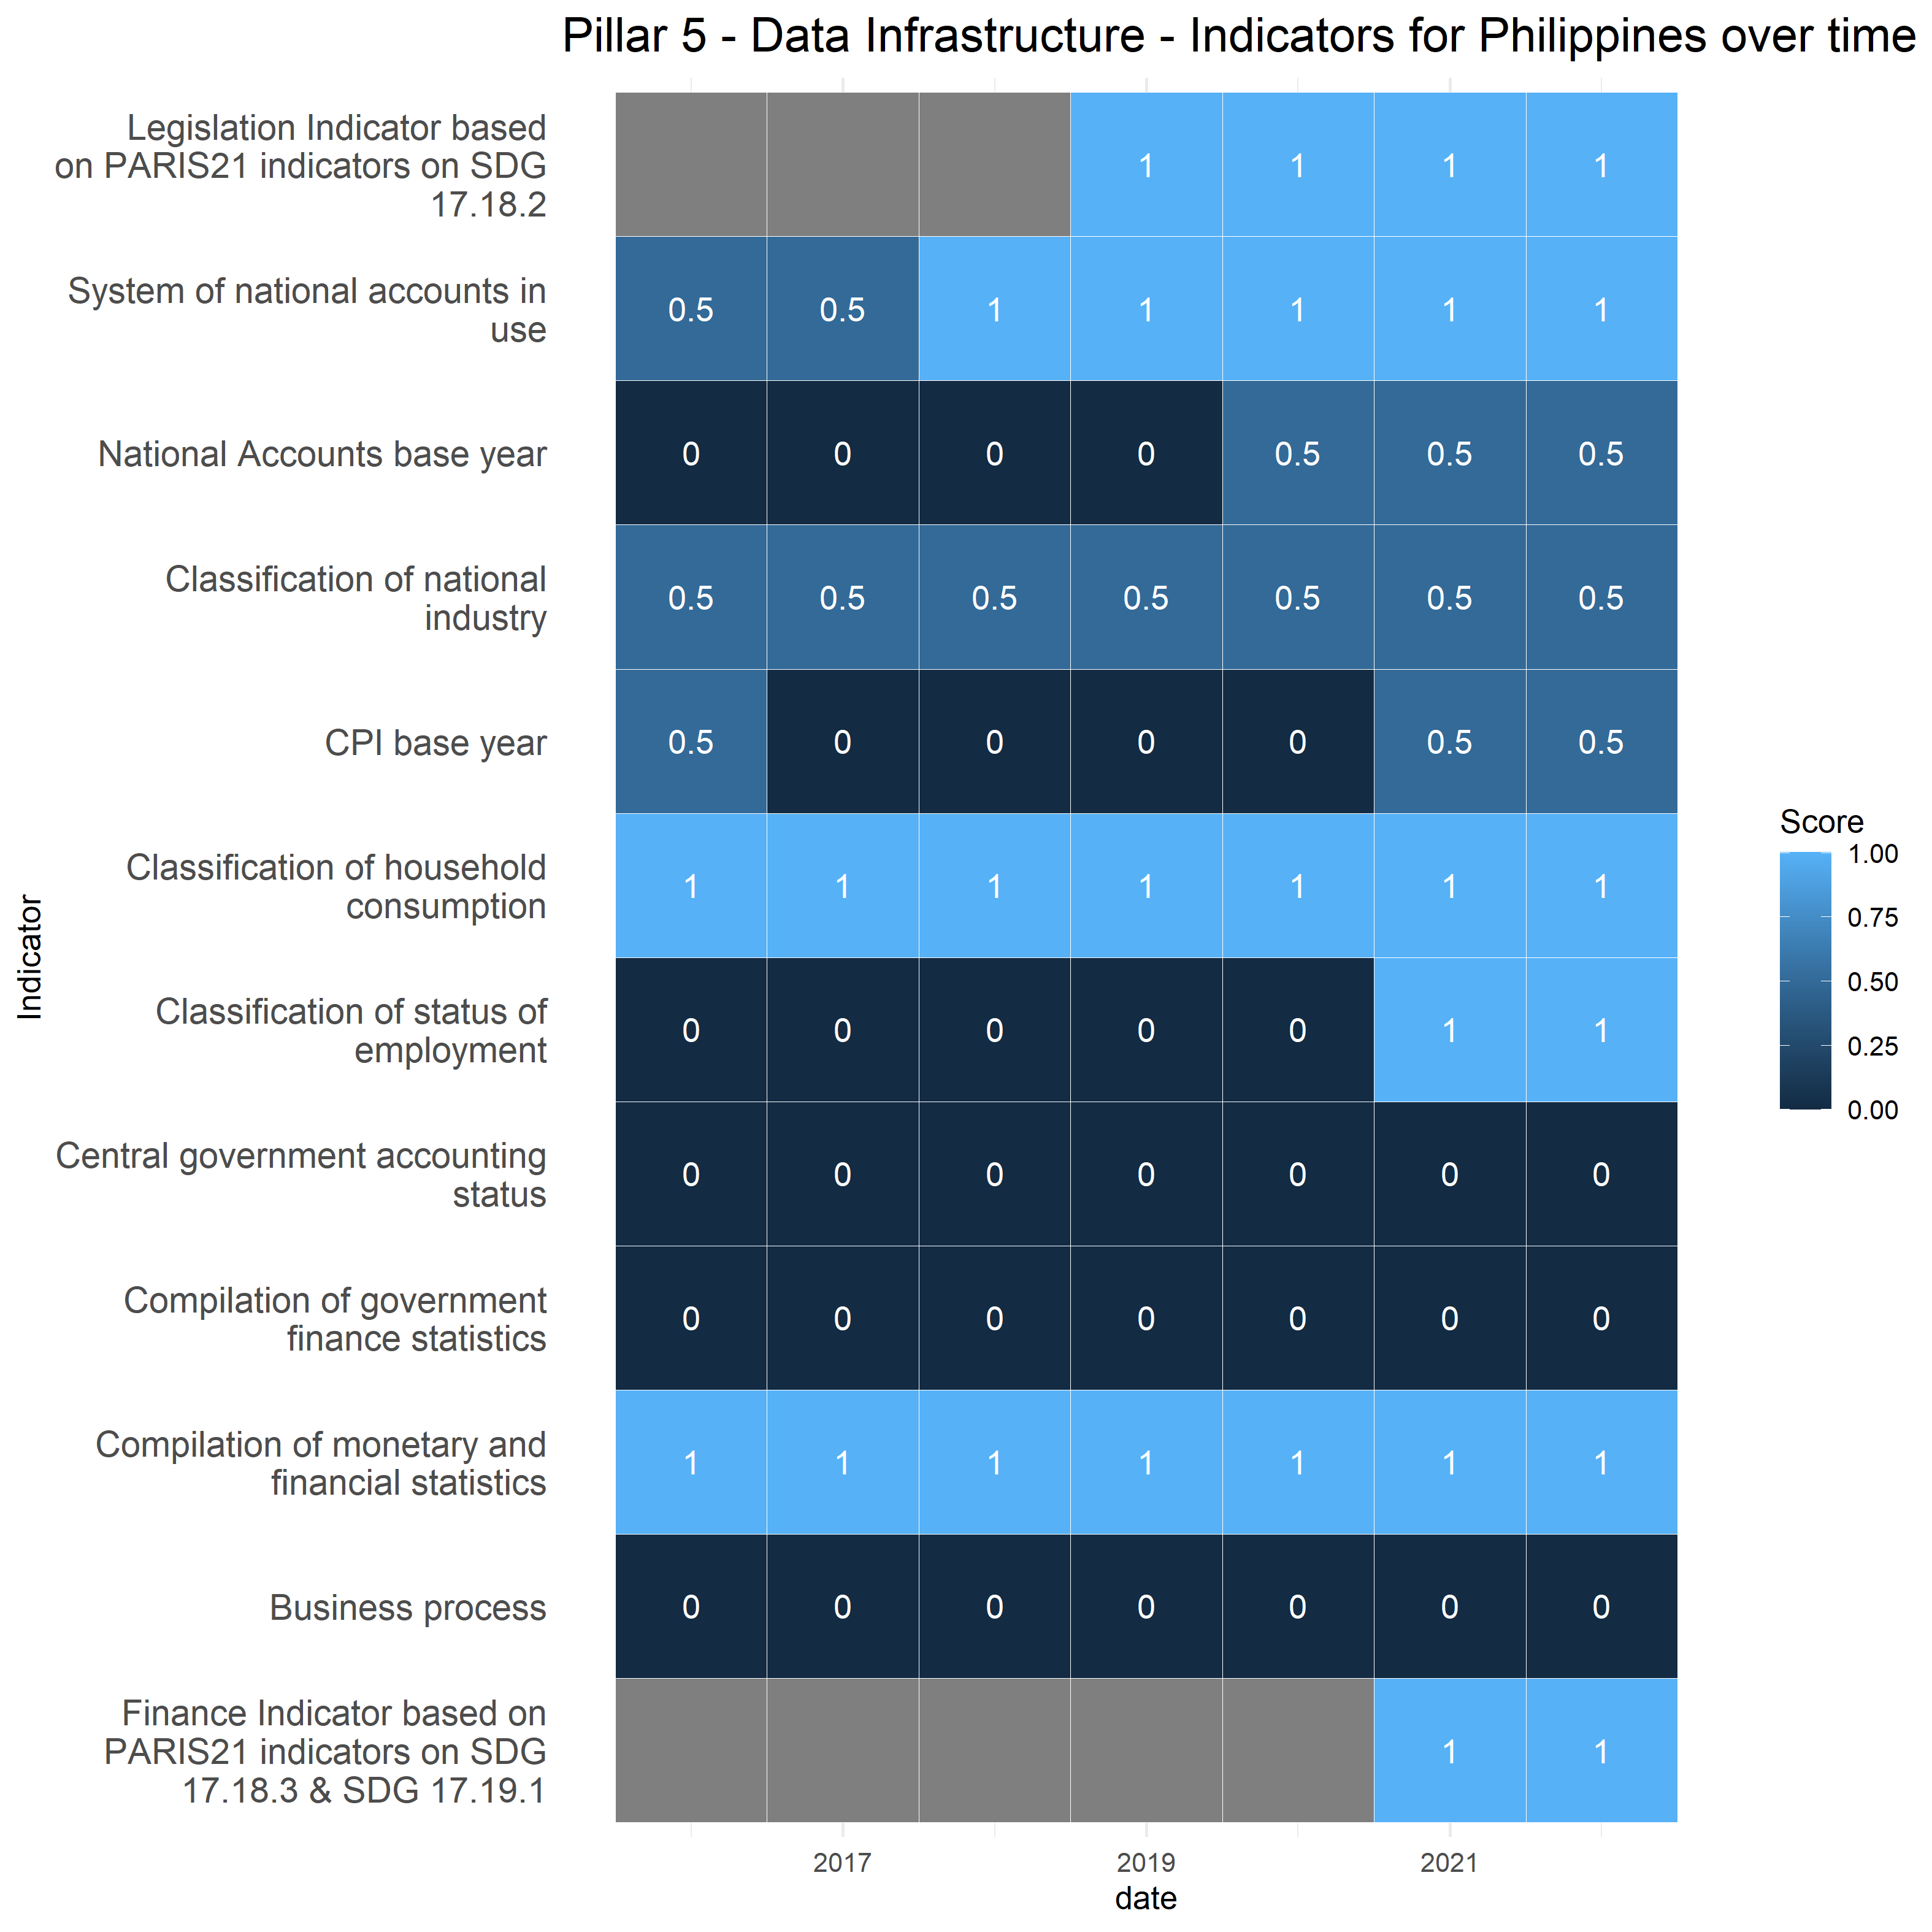 Pillar 5 - Data Infrastructure - Indicators for Philippines over time
Legislation Indicator based
on PARIS21 indicators on SDG
17.18.2
1 1 1 1
System of national accounts in
use
0.5 0.5 1 1 1 1 1
National Accounts base year
0 0 0 0 0.5 0.5 0.5
Classification of national
industry
0.5 0.5 0.5 0.5 0.5 0.5 0.5
CPI base year
0.5 0 0 0 0 0.5 0.5
Classification of household
consumption
1 1 1 1 1 1 1
Classification of status of
employment
0 0 0 0 0 1 1
Central government accounting
status
0 0 0 0 0 0 0
Compilation of government
finance statistics
0 0 0 0 0 0 0
Compilation of monetary and
financial statistics
1 1 1 1 1 1 1
Business process
0 0 0 0 0 0 0
Finance Indicator based on
PARIS21 indicators on SDG
17.18.3 & SDG 17.19.1
1 1
Indicator
2017 2019 2021
date
Score
1.00
0.75
0.50
0.25
0.00